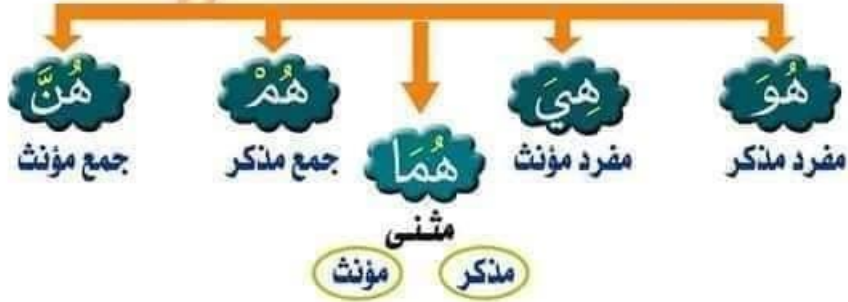 هُوَ هِيَ هُمَا هُمْ هُنَّ
مفرد مذكر مفرد مؤنث جمع مذكر جمع مؤنث
مثنى
مذكر مؤنث